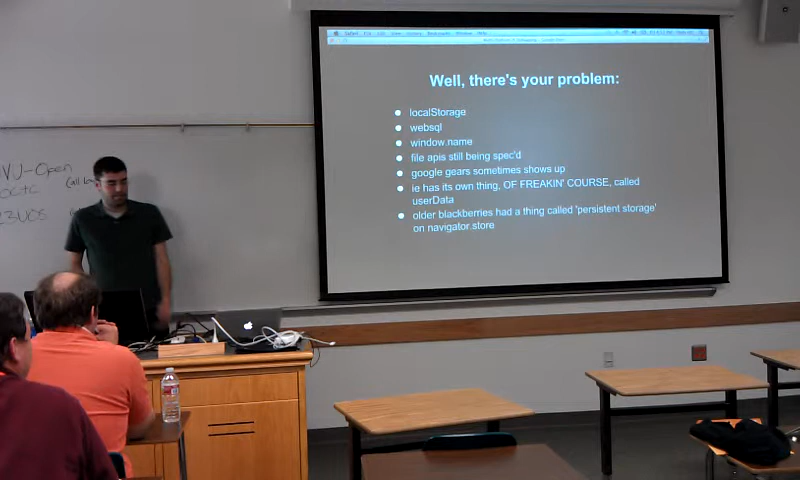 Well, there's your problem:
● localStorage
● websql
● window.name
● file apis still being spec'd
● google gears sometimes shows up
● ie has its own thing, OF FREAKIN' COURSE, called
userData
● older blackberries had a thing called 'persistent storage'
on navigator.store
VU-Open